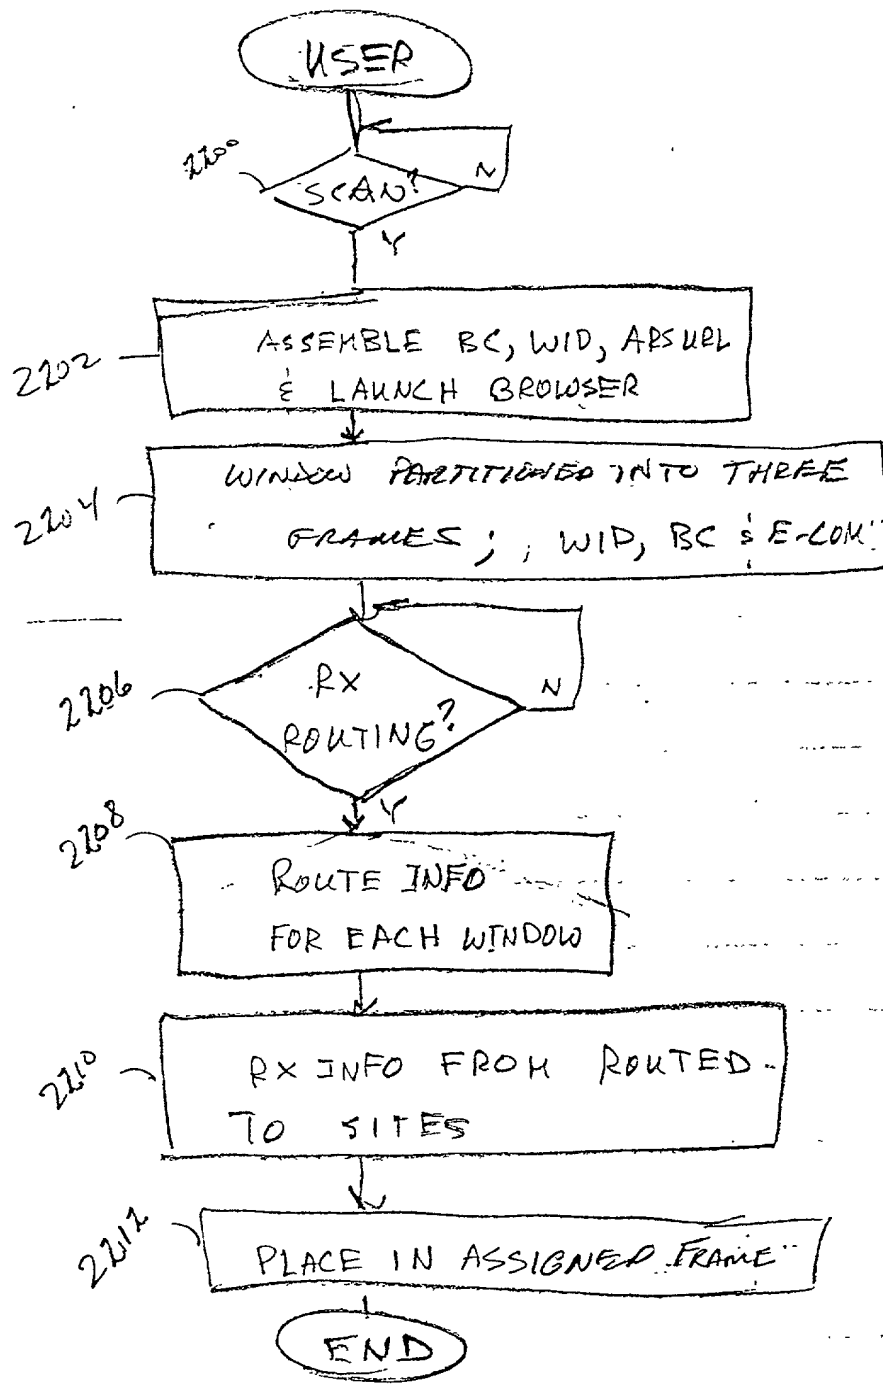 USER
2200
SCAN?
N
Y
2202
ASSEMBLE BC, WID, ARSURL
& LAUNCH BROWSER
2204
WINDOW PARTITIONED INTO THREE
FRAMES; , WID, BC & E-COM
2206
RX
ROUTING?
N
Y
2208
ROUTE INFO
FOR EACH WINDOW
2210
RX INFO FROM ROUTED-
TO SITES
2212
PLACE IN ASSIGNED FRAME
END